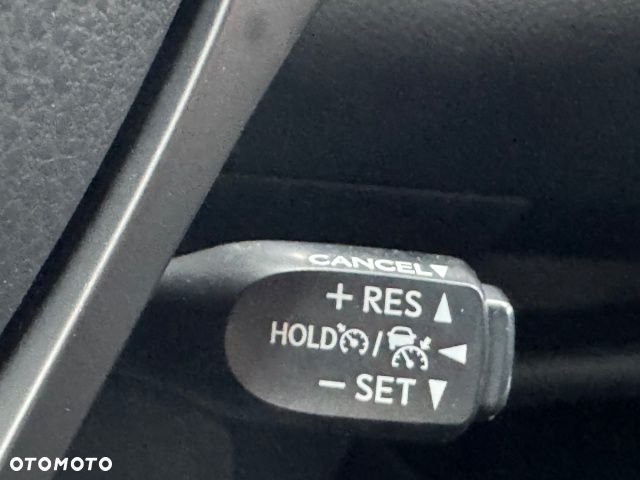 CANCEL▼
+ RES ▲
HOLD / ◄
− SET ▼
OTOMOTO